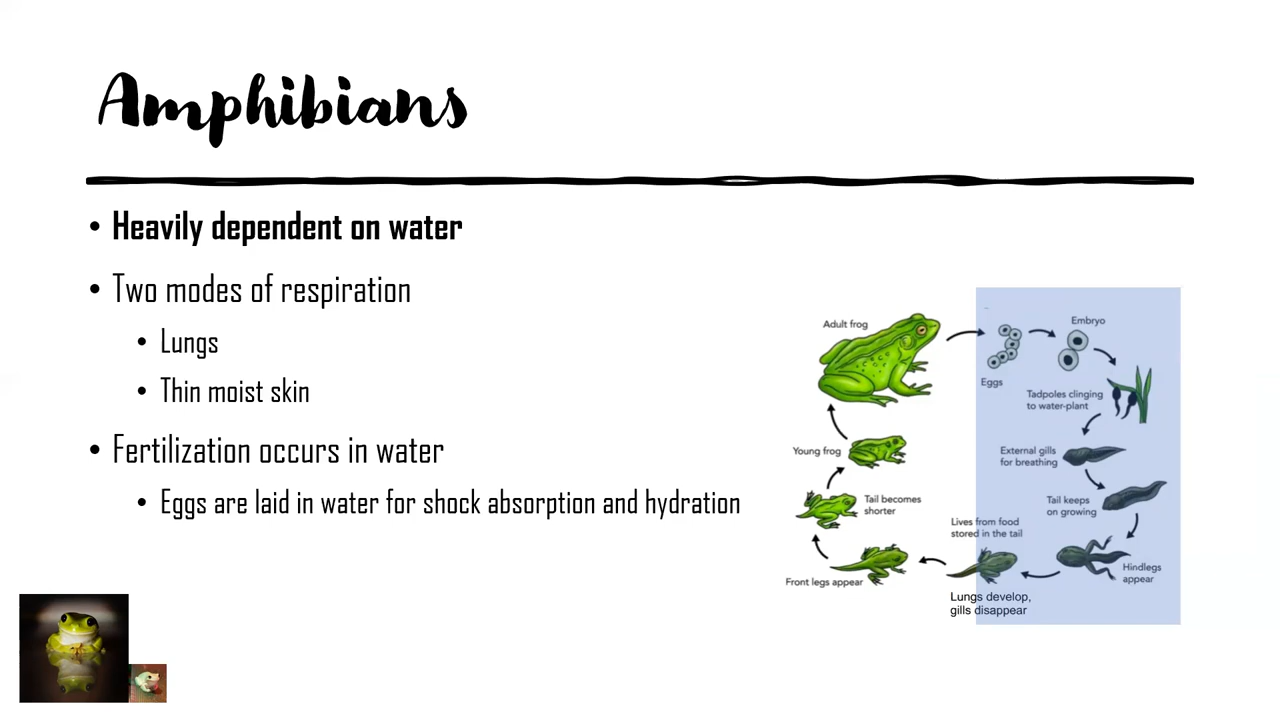 Amphibians
• Heavily dependent on water
• Two modes of respiration
• Lungs
• Thin moist skin
• Fertilization occurs in water
• Eggs are laid in water for shock absorption and hydration
Adult frog
Eggs
Embryo
Tadpoles clinging
to water-plant
External gills
for breathing
Tail keeps
on growing
Hindlegs
appear
Lives from food
stored in the tail
Lungs develop,
gills disappear
Front legs appear
Tail becomes
shorter
Young frog